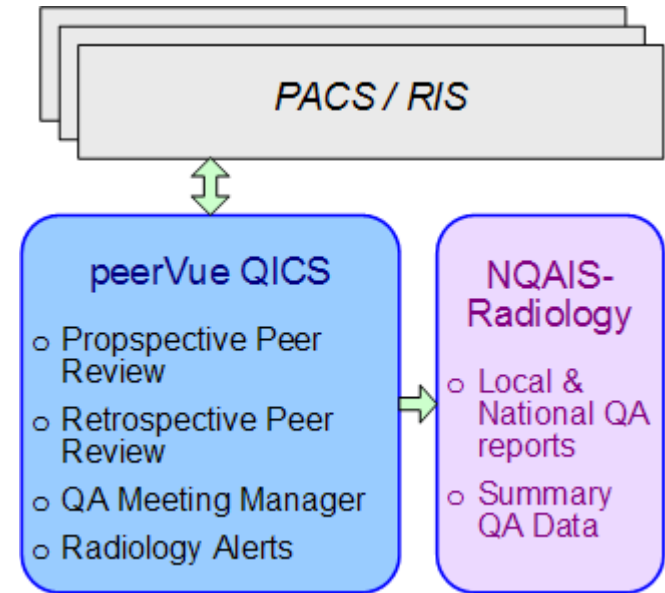 PACS / RIS
peerVue QICS
o Propspective Peer
Review
o Retrospective Peer
Review
o QA Meeting Manager
o Radiology Alerts
NQAIS-
Radiology
o Local &
National QA
reports
o Summary
QA Data